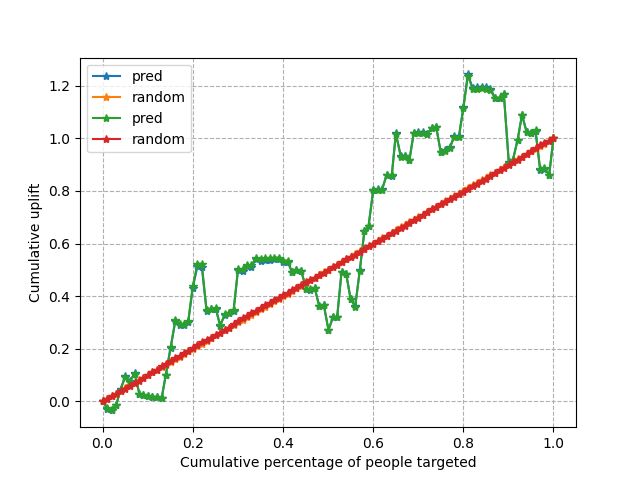 pred
random
pred
random
1.2
1.0
0.8
0.6
0.4
0.2
0.0
Cumulative uplift
0.0 0.2 0.4 0.6 0.8 1.0
Cumulative percentage of people targeted